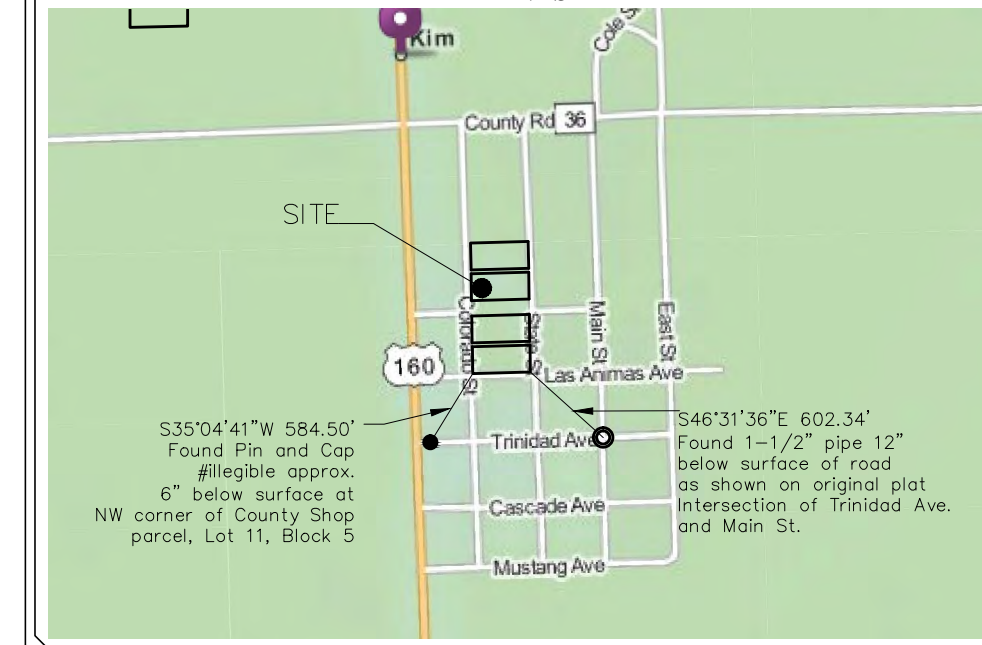 Kim
Cole S
County Rd 36
SITE
Colorado St
State S
Main St
East St
160
Las Animas Ave
S35°04'41"W 584.50'
Found Pin and Cap
#illegible approx.
6" below surface at
NW corner of County Shop
parcel, Lot 11, Block 5
Trinidad Ave
S46°31'36"E 602.34'
Found 1-1/2" pipe 12"
below surface of road
as shown on original plat
Intersection of Trinidad Ave.
and Main St.
Cascade Ave
Mustang Ave